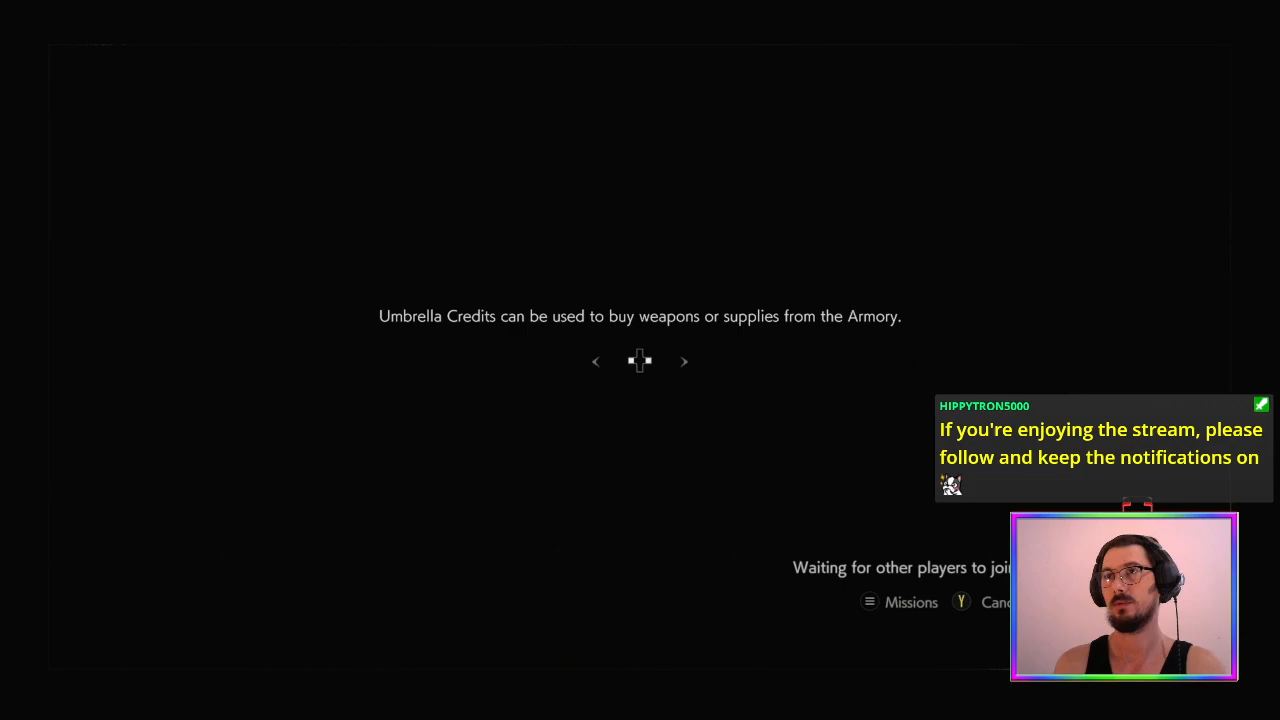 Umbrella Credits can be used to buy weapons or supplies from the Armory.
HIPPYTRON5000
If you're enjoying the stream, please
follow and keep the notifications on
Waiting for other players to join
Missions Y Canc